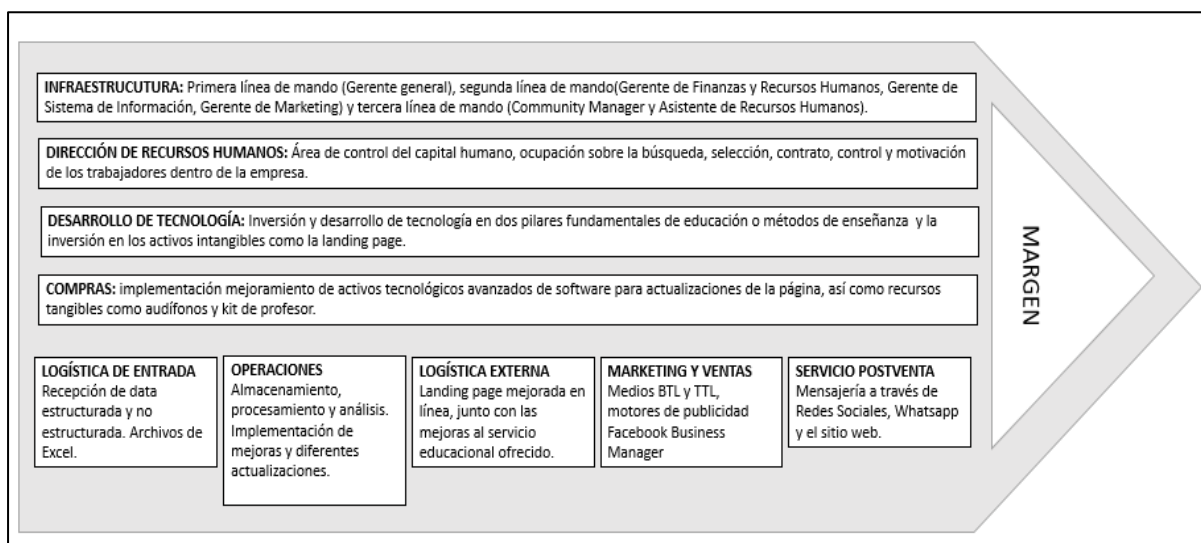 INFRAESTRUCUTURA: Primera línea de mando (Gerente general), segunda línea de mando(Gerente de Finanzas y Recursos Humanos, Gerente de
Sistema de Información, Gerente de Marketing) y tercera línea de mando (Community Manager y Asistente de Recursos Humanos).
DIRECCIÓN DE RECURSOS HUMANOS: Área de control del capital humano, ocupación sobre la búsqueda, selección, contrato, control y motivación
de los trabajadores dentro de la empresa.
DESARROLLO DE TECNOLOGÍA: Inversión y desarrollo de tecnología en dos pilares fundamentales de educación o métodos de enseñanza y la
inversión en los activos intangibles como la landing page.
COMPRAS: implementación mejoramiento de activos tecnológicos avanzados de software para actualizaciones de la página, así como recursos
tangibles como audífonos y kit de profesor.
LOGÍSTICA DE ENTRADA
Recepción de data
estructurada y no
estructurada. Archivos de
Excel.
OPERACIONES
Almacenamiento,
procesamiento y análisis.
Implementación de
mejoras y diferentes
actualizaciones.
LOGÍSTICA EXTERNA
Landing page mejorada en
línea, junto con las
mejoras al servicio
educacional ofrecido.
MARKETING Y VENTAS
Medios BTL y TTL,
motores de publicidad
Facebook Business
Manager
SERVICIO POSTVENTA
Mensajería a través de
Redes Sociales, Whatsapp
y el sitio web.
MARGEN